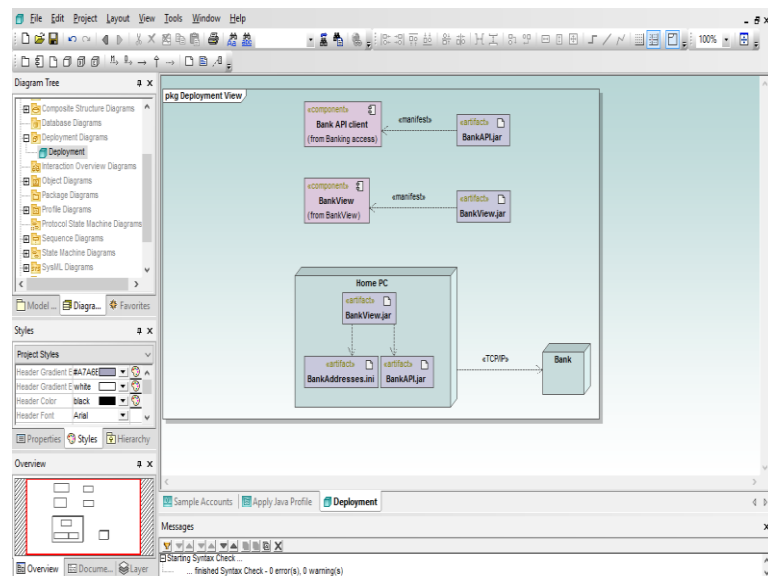 File Edit Project Layout View Tools Window Help
100%
Diagram Tree
Composite Structure Diagrams
Database Diagrams
Deployment Diagrams
Deployment
Interaction Overview Diagrams
Object Diagrams
Package Diagrams
Profile Diagrams
Protocol State Machine Diagrams
Sequence Diagrams
State Machine Diagrams
SysML Diagrams
Model ... Diagra... Favorites
Styles
Project Styles
Header Gradient E #A7A6E
Header Gradient E white
Header Color black
Header Font Arial
Properties Styles Hierarchy
Overview
Overview Docume... Layer
pkg Deployment View
«component»
Bank API client
(from Banking access)
«manifest»
«artifact»
BankAPI.jar
«component»
BankView
(from BankView)
«manifest»
«artifact»
BankView.jar
Home PC
«artifact»
BankView.jar
«artifact»
BankAddresses.ini
«artifact»
BankAPI.jar
«TCP/IP»
Bank
Sample Accounts Apply Java Profile Deployment
Messages
Starting Syntax Check ...
... finished Syntax Check - 0 error(s), 0 warning(s)